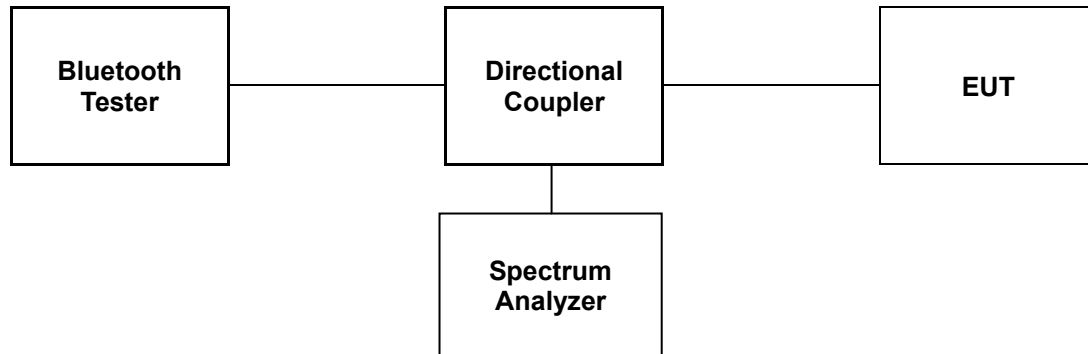 Bluetooth
Tester
Directional
Coupler
EUT
Spectrum
Analyzer